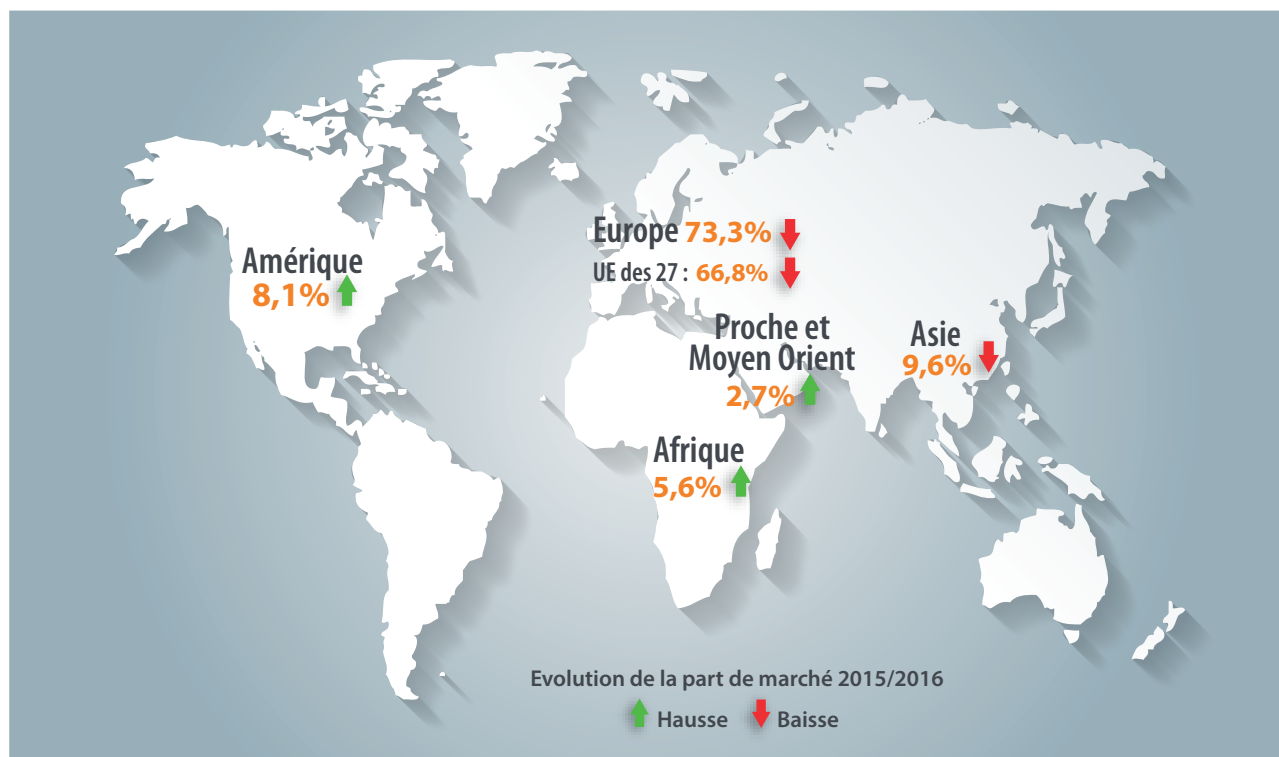 Europe 73,3%
UE des 27 : 66,8%
Amérique
8,1%
Proche et
Moyen Orient
2,7%
Asie
9,6%
Afrique
5,6%
Evolution de la part de marché 2015/2016
Hausse Baisse